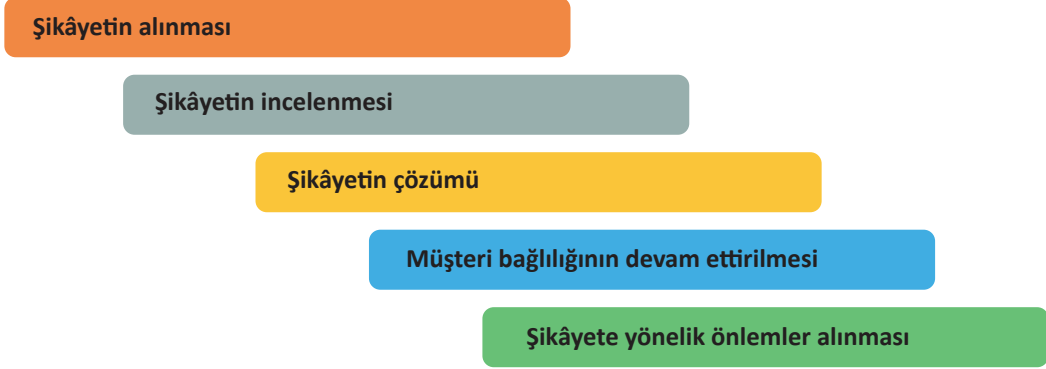 Şikâyetin alınması
Şikâyetin incelenmesi
Şikâyetin çözümü
Müşteri bağlılığının devam ettirilmesi
Şikâyete yönelik önlemler alınması